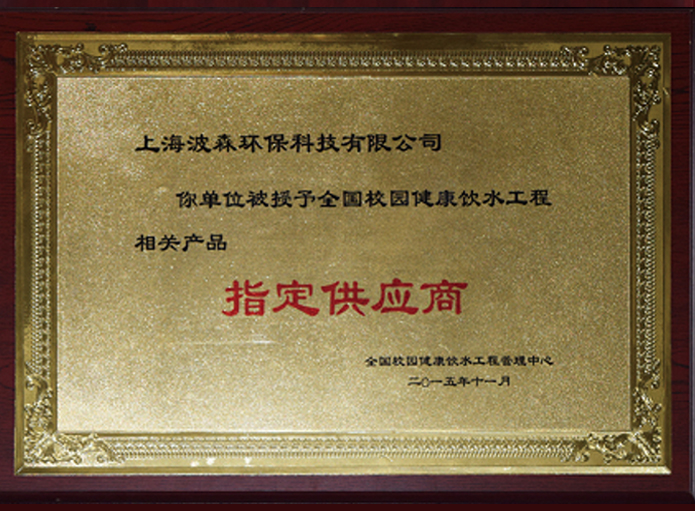 上海波森环保科技有限公司
你单位被授予全国校园健康饮水工程
相关产品
指定供应商
全国校园健康饮水工程管理中心
二〇一五年十一月